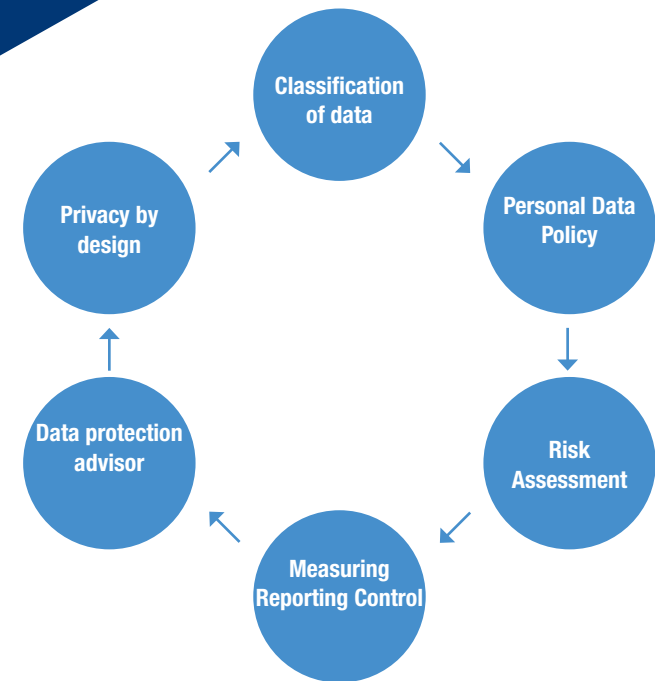 Classification
of data
Personal Data
Policy
Risk
Assessment
Measuring
Reporting Control
Data protection
advisor
Privacy by
design